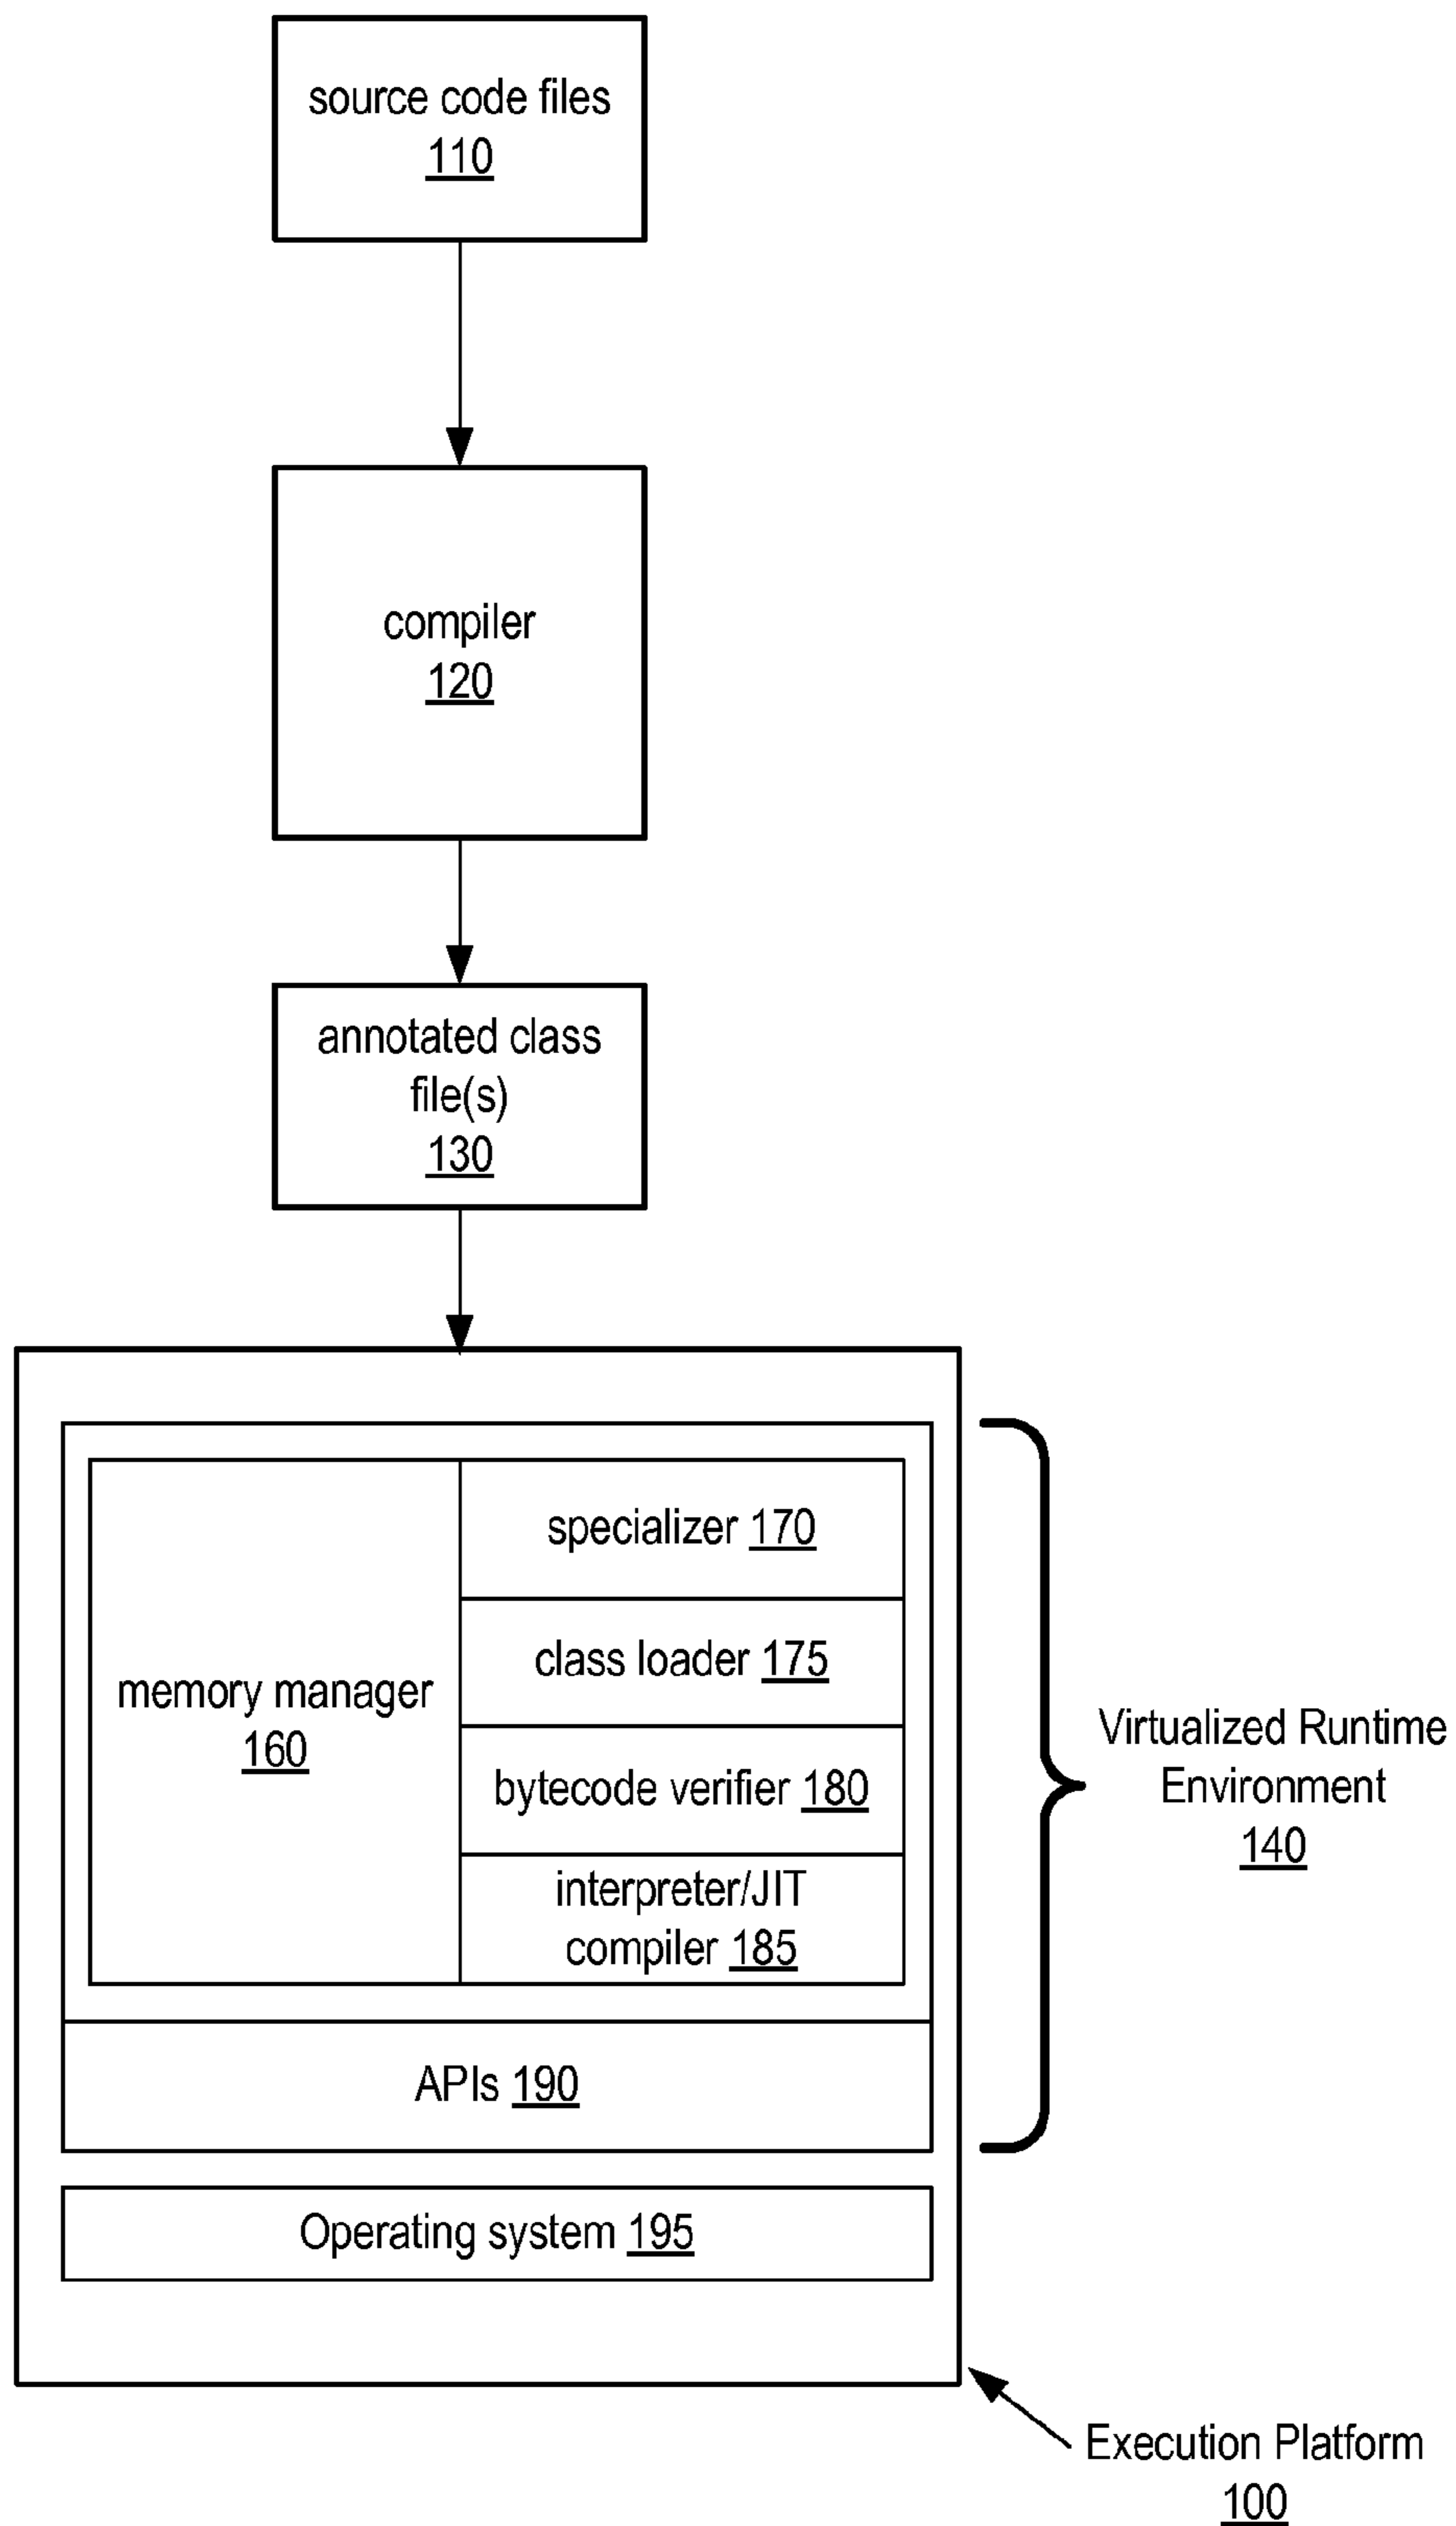 source code files
110
compiler
120
annotated class
file(s)
130
memory manager
160
specializer 170
class loader 175
bytecode verifier 180
interpreter/JIT
compiler 185
APIs 190
Operating system 195
Virtualized Runtime
Environment
140
Execution Platform
100